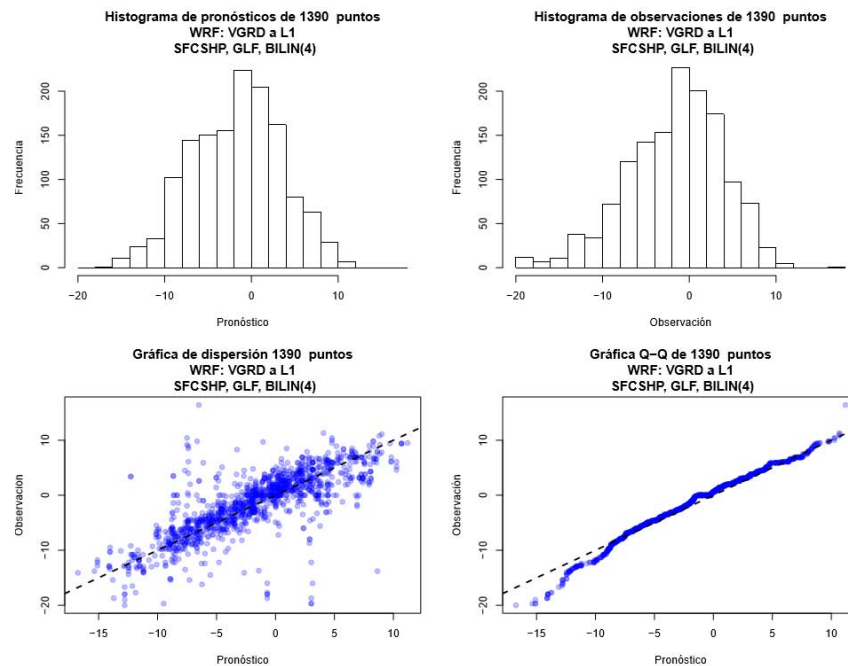 Histograma de pronósticos de 1390 puntos
WRF: VGRD a L1
SFCSHP, GLF, BILIN(4)
Frecuencia
200
150
100
50
0
−20
−10
0
10
Pronóstico
Histograma de observaciones de 1390 puntos
WRF: VGRD a L1
SFCSHP, GLF, BILIN(4)
Frecuencia
200
150
100
50
0
−20
−10
0
10
Observación
Gráfica de dispersión 1390 puntos
WRF: VGRD a L1
SFCSHP, GLF, BILIN(4)
Observación
10
0
−10
−20
−15
−10
−5
0
5
10
Pronóstico
Gráfica Q−Q de 1390 puntos
WRF: VGRD a L1
SFCSHP, GLF, BILIN(4)
Observación
10
0
−10
−20
−15
−10
−5
0
5
10
Pronóstico